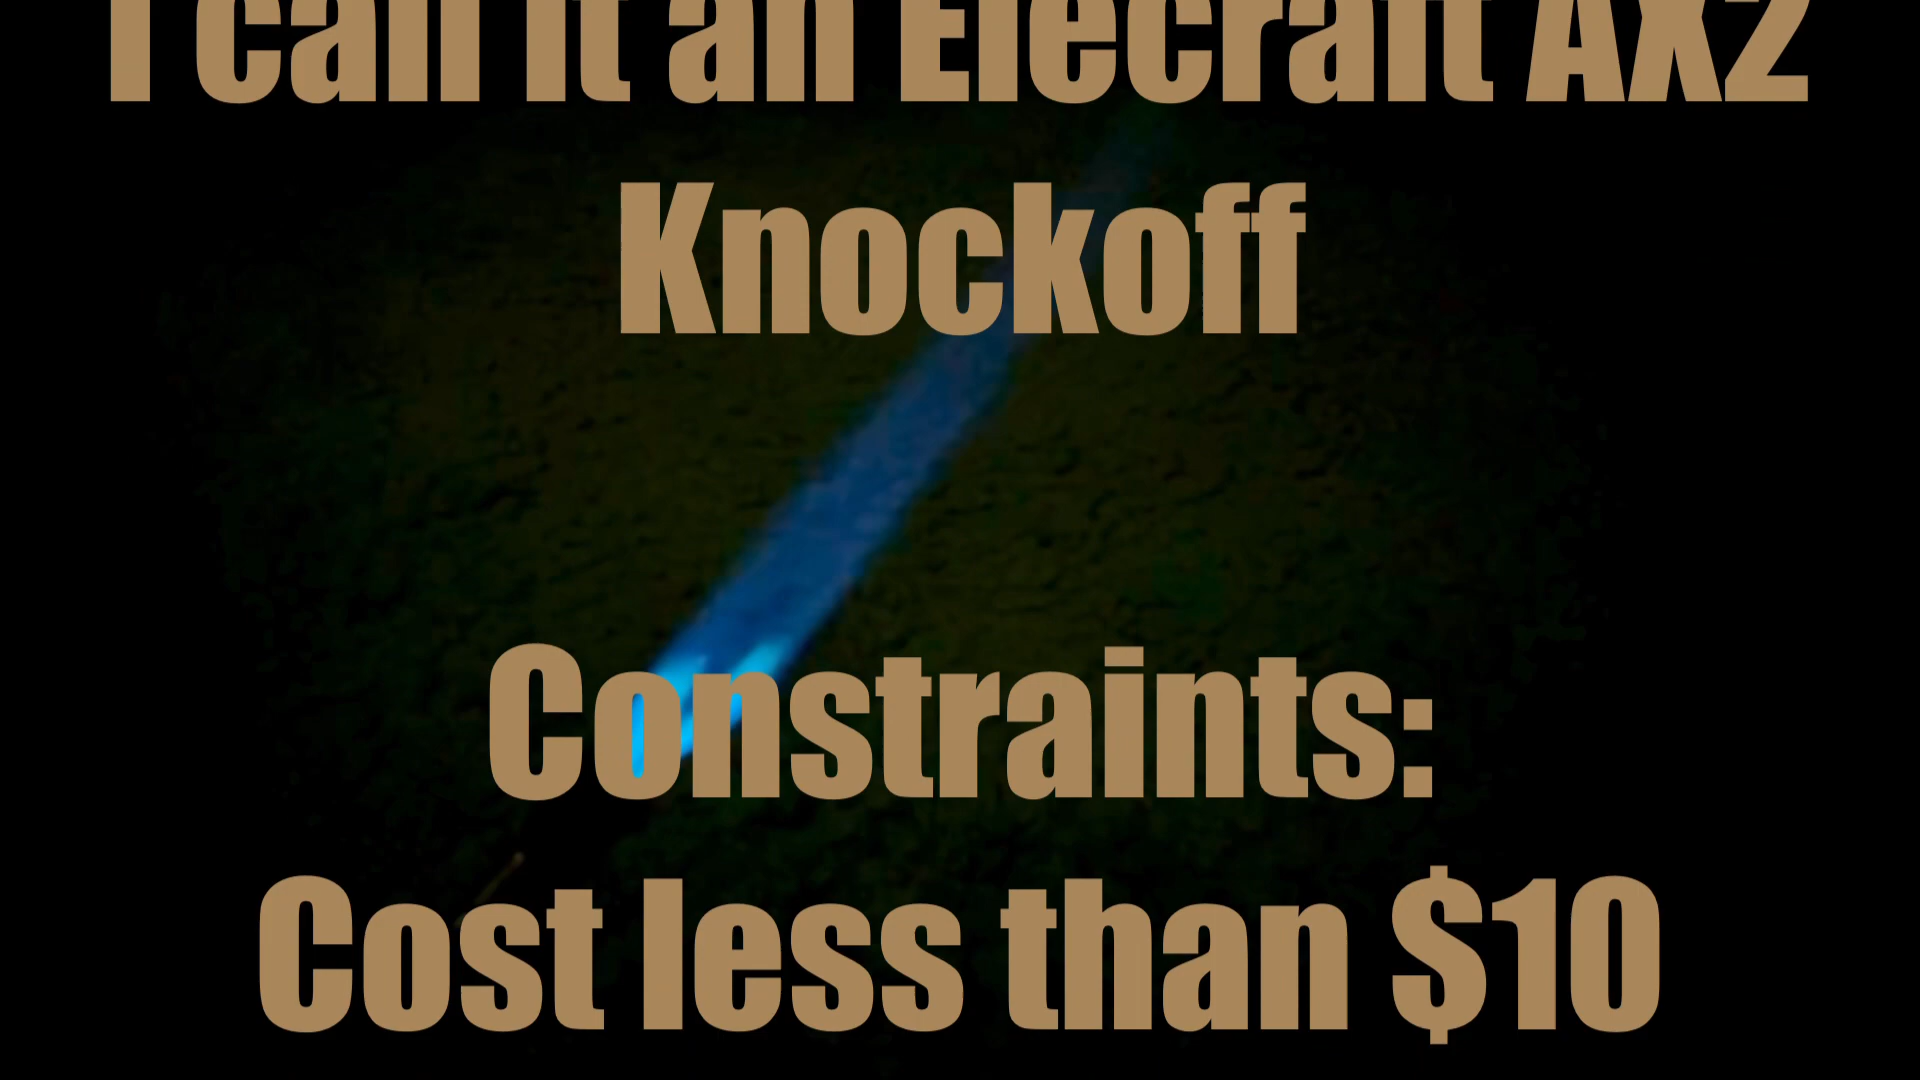 I call it an Elecraft AX2
Knockoff
Constraints:
Cost less than $10